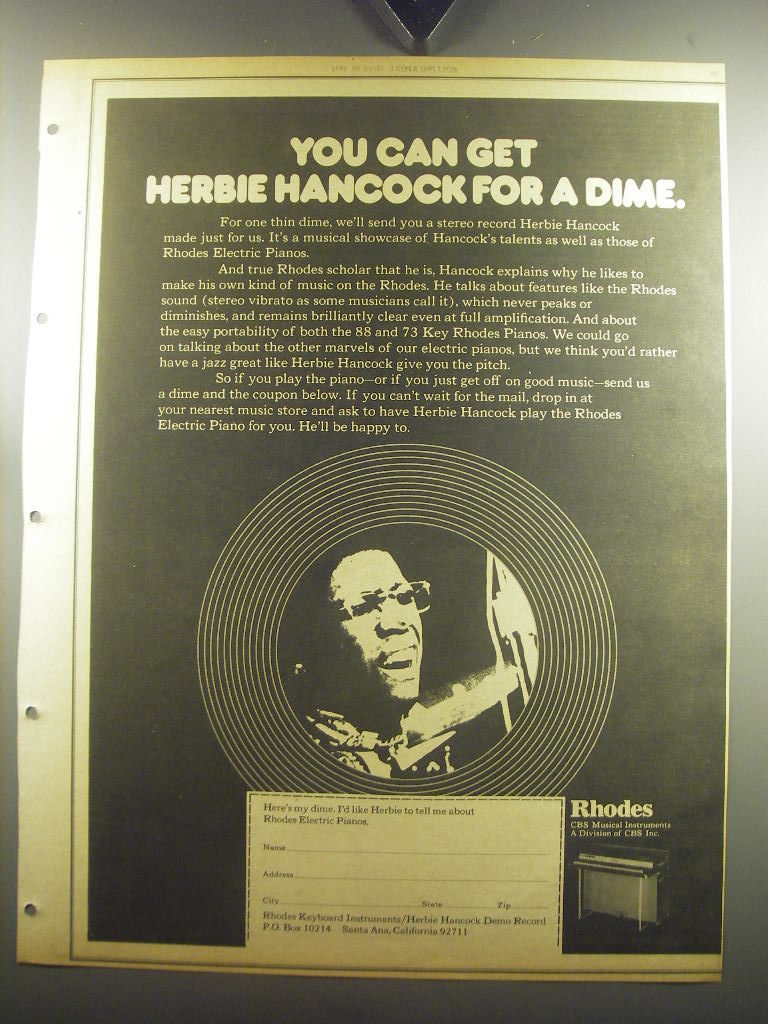 YOU CAN GET
HERBIE HANCOCK FOR A DIME.
For one thin dime, we'll send you a stereo record Herbie Hancock
made just for us. It's a musical showcase of Hancock's talents as well as those of
Rhodes Electric Pianos.
And true Rhodes scholar that he is, Hancock explains why he likes to
make his own kind of music on the Rhodes. He talks about features like the Rhodes
sound (stereo vibrato as some musicians call it), which never peaks or
diminishes, and remains brilliantly clear even at full amplification. And about
the easy portability of both the 88 and 73 Key Rhodes Pianos. We could go
on talking about the other marvels of our electric pianos, but we think you'd rather
have a jazz great like Herbie Hancock give you the pitch.
So if you play the piano—or if you just get off on good music—send us
a dime and the coupon below. If you can't wait for the mail, drop in at
your nearest music store and ask to have Herbie Hancock play the Rhodes
Electric Piano for you. He'll be happy to.
Here's my dime. I'd like Herbie to tell me about
Rhodes Electric Pianos.
Name
Address
City State Zip
Rhodes Keyboard Instruments/Herbie Hancock Demo Record
P.O. Box 10214 Santa Ana, California 92711
Rhodes
CBS Musical Instruments
A Division of CBS Inc.